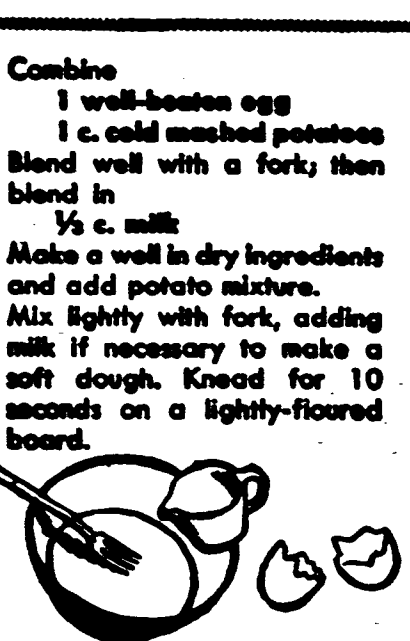 Combine
1 well-beaten egg
1 c. cold mashed potatoes
Blend well with a fork; then
blend in
⅓ c. milk
Make a well in dry ingredients
and add potato mixture.
Mix lightly with fork, adding
milk if necessary to make a
soft dough. Knead for 10
seconds on a lightly-floured
board.